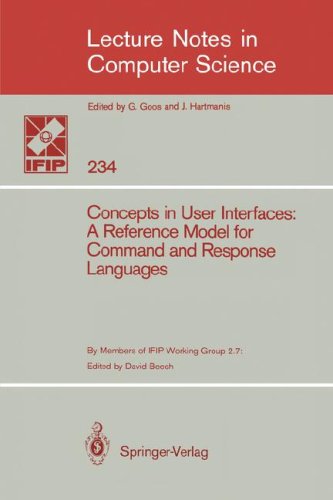 Lecture Notes in
Computer Science
Edited by G. Goos and J. Hartmanis
IFIP
234
Concepts in User Interfaces:
A Reference Model for
Command and Response
Languages
By Members of IFIP Working Group 2.7:
Edited by David Beech
Springer-Verlag